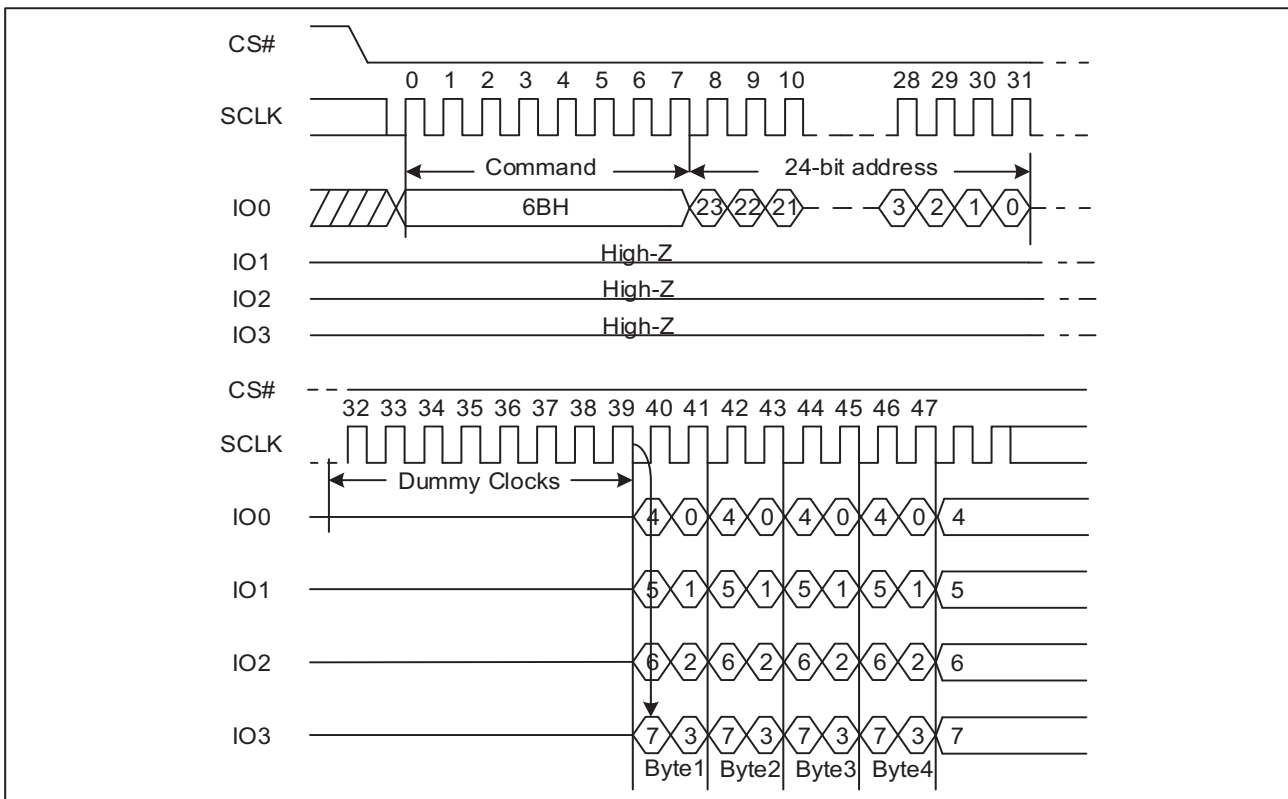 CS#
0 1 2 3 4 5 6 7 8 9 10 28 29 30 31
SCLK
Command 24-bit address
IO0 6BH 23 22 21 3 2 1 0
IO1 High-Z
IO2 High-Z
IO3 High-Z
CS#
32 33 34 35 36 37 38 39 40 41 42 43 44 45 46 47
SCLK
Dummy Clocks
IO0 4 0 4 0 4 0 4 0 4
IO1 5 1 5 1 5 1 5 1 5
IO2 6 2 6 2 6 2 6 2 6
IO3 7 3 7 3 7 3 7 3 7
Byte1 Byte2 Byte3 Byte4